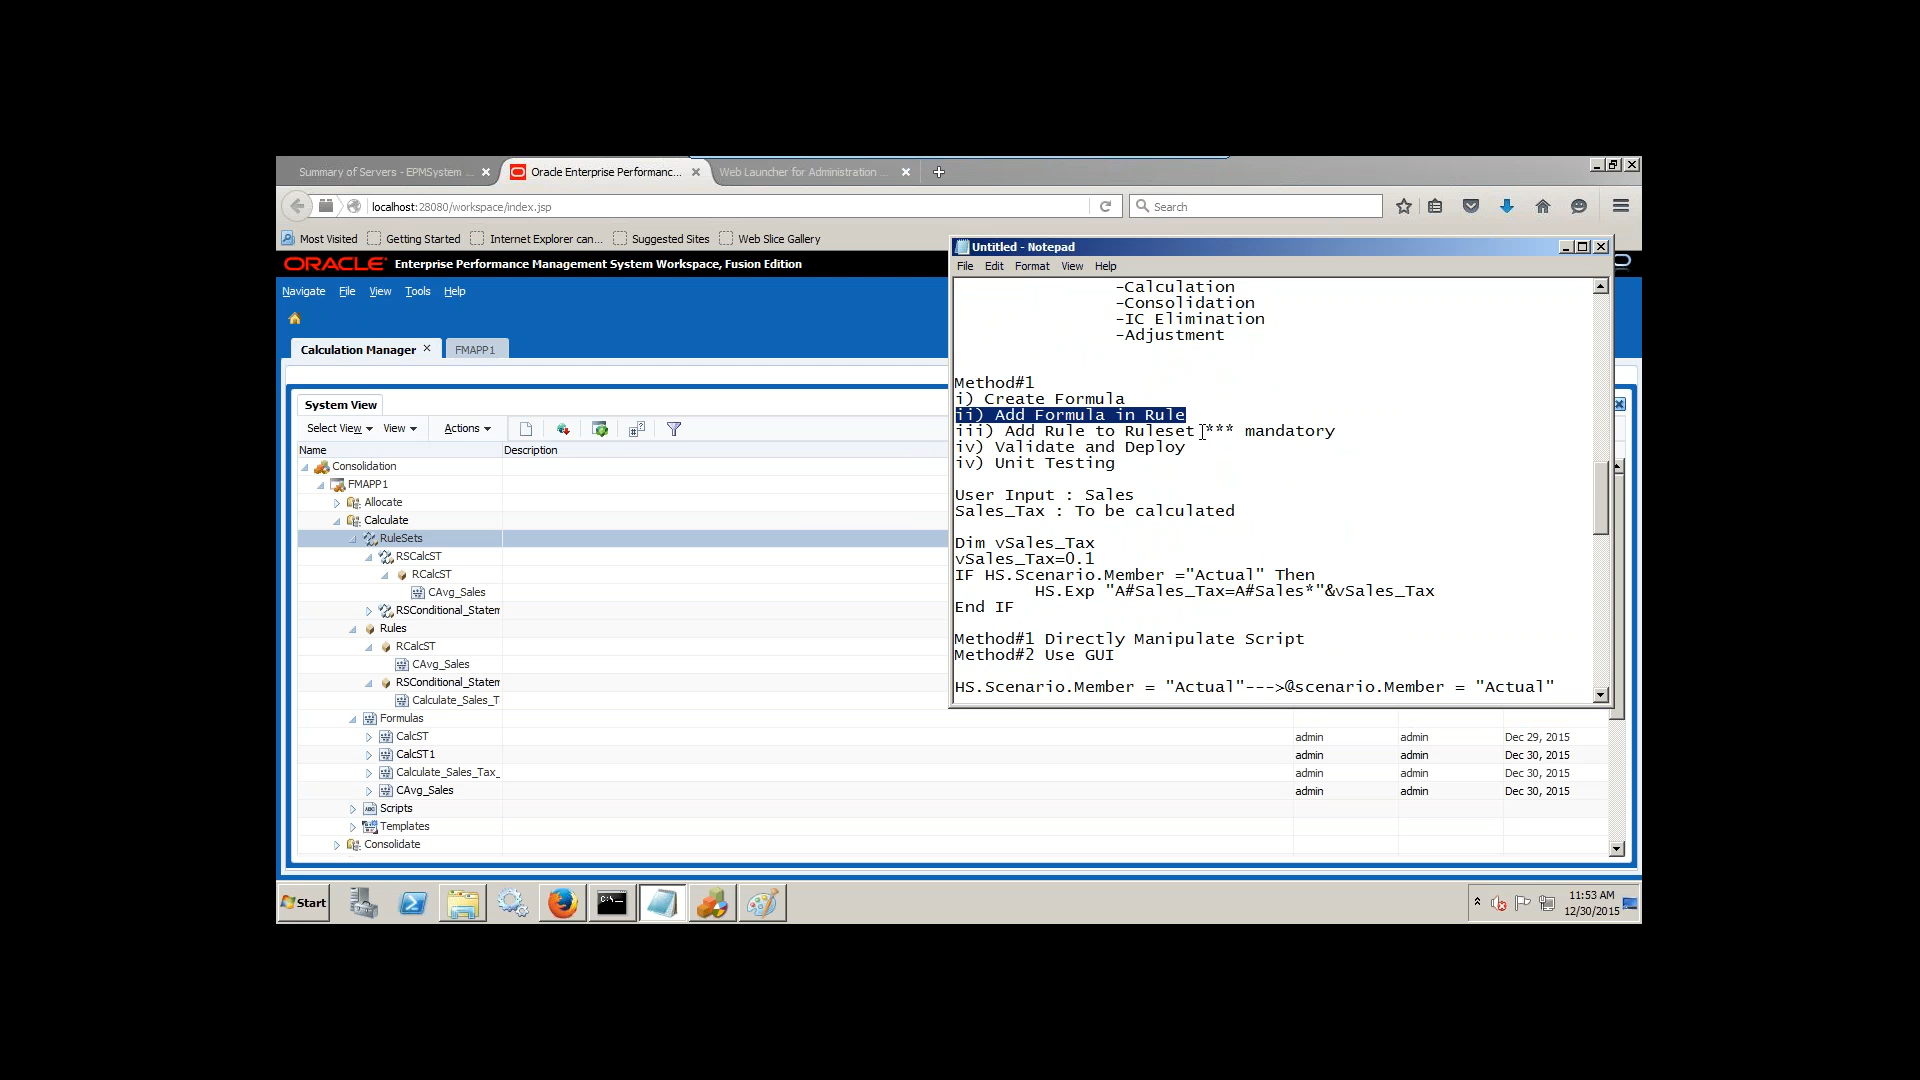 Summary of Servers - EPMSystem ...
Oracle Enterprise Performanc...
Web Launcher for Administration ...
localhost:28080/workspace/index.jsp
Search
Most Visited
Getting Started
Internet Explorer can...
Suggested Sites
Web Slice Gallery
ORACLE Enterprise Performance Management System Workspace, Fusion Edition
Navigate File View Tools Help
Calculation Manager
FMAPP1
System View
Select View View Actions
Name Description
Consolidation
FMAPP1
Allocate
Calculate
RuleSets
RSCalcST
RCalcST
CAvg_Sales
RSConditional_Statem
Rules
RCalcST
CAvg_Sales
RSConditional_Statem
Calculate_Sales_T
Formulas
CalcST admin admin Dec 29, 2015
CalcST1 admin admin Dec 30, 2015
Calculate_Sales_Tax_ admin admin Dec 30, 2015
CAvg_Sales admin admin Dec 30, 2015
Scripts
Templates
Consolidate
Untitled - Notepad
File Edit Format View Help
-Calculation
-Consolidation
-IC Elimination
-Adjustment
Method#1
i) Create Formula
ii) Add Formula in Rule
iii) Add Rule to Ruleset *** mandatory
iv) Validate and Deploy
iv) Unit Testing
User Input : Sales
Sales_Tax : To be calculated
Dim vSales_Tax
vSales_Tax=0.1
IF HS.Scenario.Member ="Actual" Then
HS.Exp "A#Sales_Tax=A#Sales*"&vSales_Tax
End IF
Method#1 Directly Manipulate Script
Method#2 Use GUI
HS.Scenario.Member = "Actual"--->@scenario.Member = "Actual"
Start
11:53 AM
12/30/2015